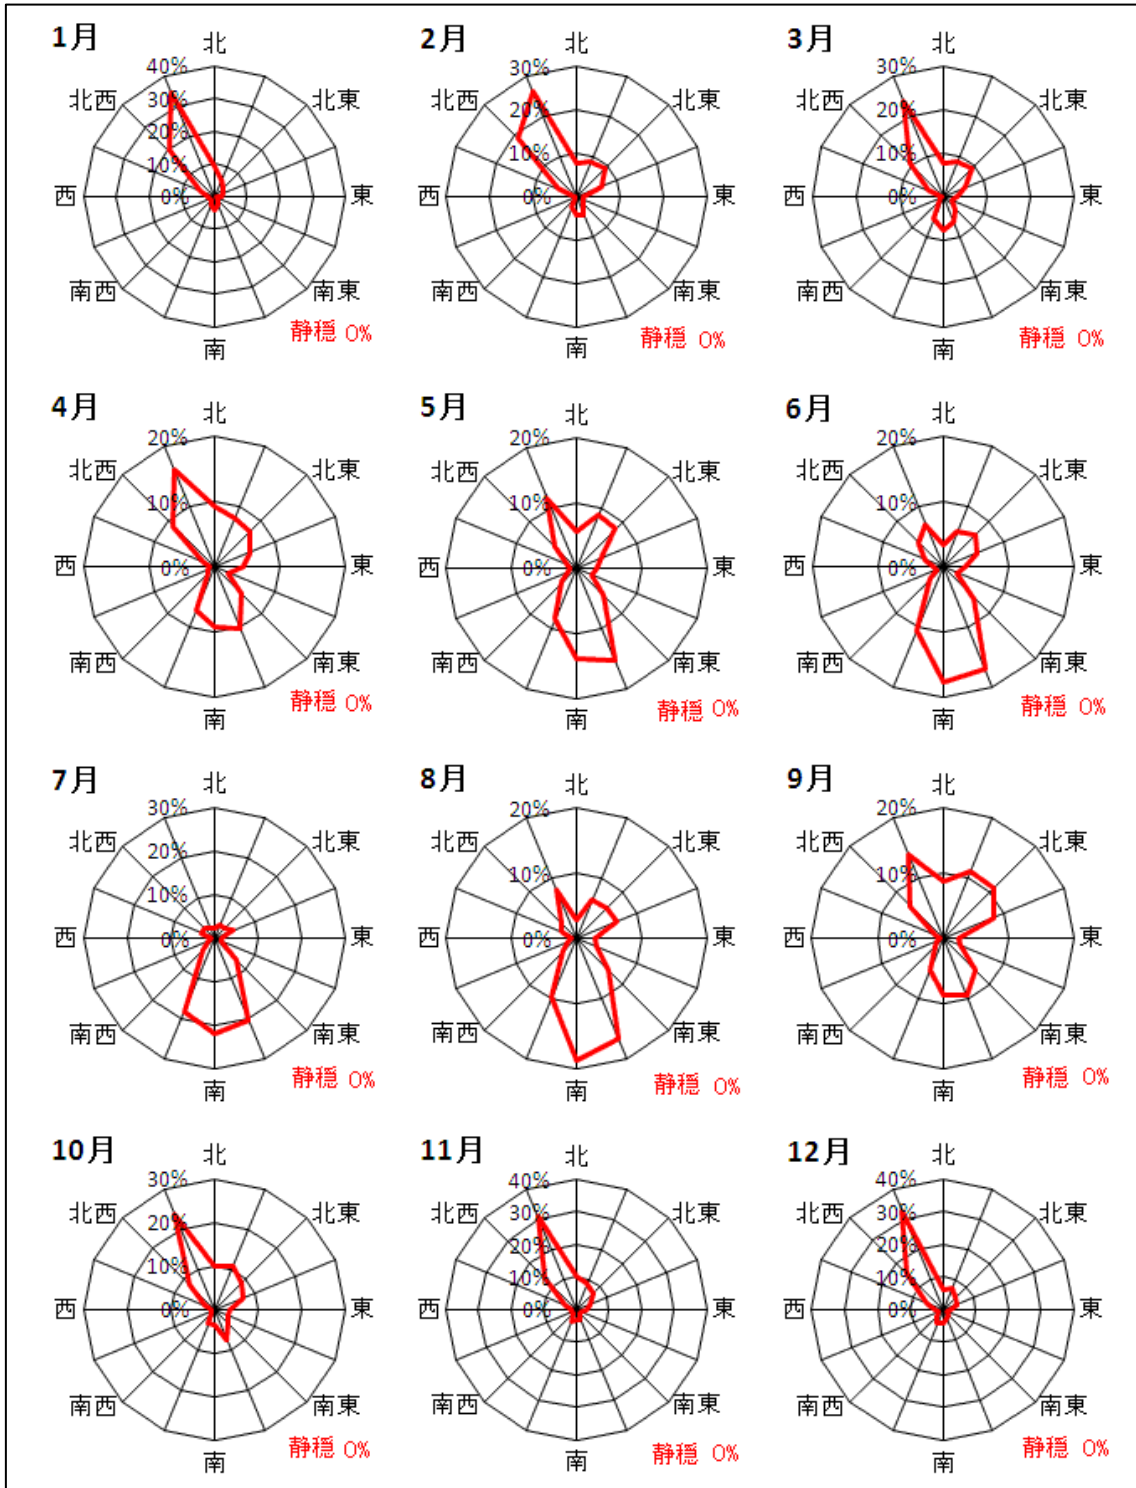 1月
北
40%
30%
20%
10%
0%
北西
北東
西
東
南西
南東
南
静穏 0%
2月
北
30%
20%
10%
0%
北西
北東
西
東
南西
南東
南
静穏 0%
3月
北
30%
20%
10%
0%
北西
北東
西
東
南西
南東
南
静穏 0%
4月
北
20%
10%
0%
北西
北東
西
東
南西
南東
南
静穏 0%
5月
北
20%
10%
0%
北西
北東
西
東
南西
南東
南
静穏 0%
6月
北
20%
10%
0%
北西
北東
西
東
南西
南東
南
静穏 0%
7月
北
30%
20%
10%
0%
北西
北東
西
東
南西
南東
南
静穏 0%
8月
北
20%
10%
0%
北西
北東
西
東
南西
南東
南
静穏 0%
9月
北
20%
10%
0%
北西
北東
西
東
南西
南東
南
静穏 0%
10月
北
30%
20%
10%
0%
北西
北東
西
東
南西
南東
南
静穏 0%
11月
北
40%
30%
20%
10%
0%
北西
北東
西
東
南西
南東
南
静穏 0%
12月
北
40%
30%
20%
10%
0%
北西
北東
西
東
南西
南東
南
静穏 0%